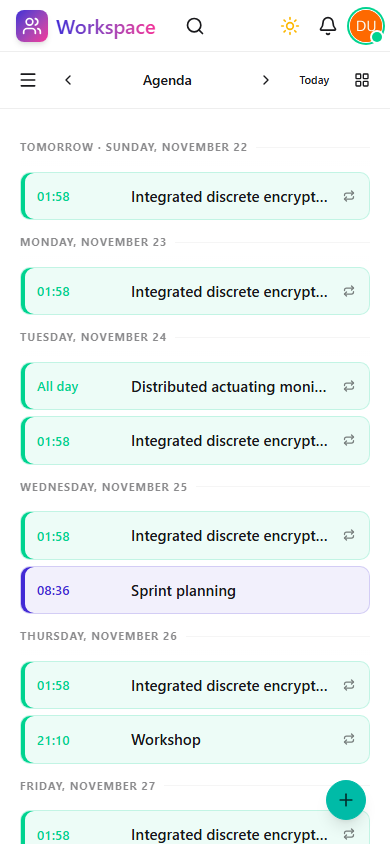 Workspace
DU
Agenda
Today
TOMORROW · SUNDAY, NOVEMBER 22
01:58 Integrated discrete encrypt...
MONDAY, NOVEMBER 23
01:58 Integrated discrete encrypt...
TUESDAY, NOVEMBER 24
All day Distributed actuating moni...
01:58 Integrated discrete encrypt...
WEDNESDAY, NOVEMBER 25
01:58 Integrated discrete encrypt...
08:36 Sprint planning
THURSDAY, NOVEMBER 26
01:58 Integrated discrete encrypt...
21:10 Workshop
FRIDAY, NOVEMBER 27
01:58 Integrated discrete encrypt...